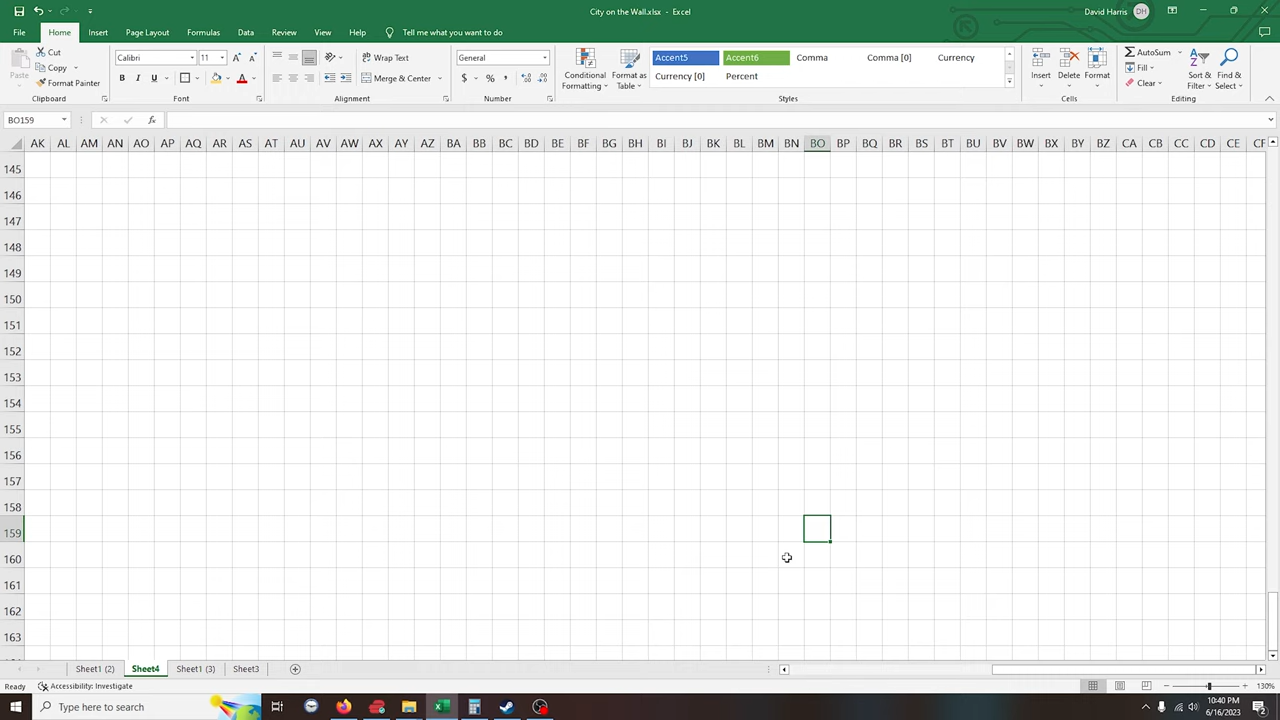 City on the Wall.xlsx - Excel
David Harris DH
File Home Insert Page Layout Formulas Data Review View Help Tell me what you want to do
Paste Cut Copy Format Painter Clipboard
Calibri 11 B I U Font
Wrap Text Merge & Center Alignment
General $ % , Number
Conditional Formatting Format as Table
Accent5 Accent6 Comma Comma [0] Currency
Currency [0] Percent
Styles
Insert Delete Format Cells
AutoSum Fill Clear Sort & Filter Find & Select Editing
BO159 fx
AK AL AM AN AO AP AQ AR AS AT AU AV AW AX AY AZ BA BB BC BD BE BF BG BH BI BJ BK BL BM BN BO BP BQ BR BS BT BU BV BW BX BY BZ CA CB CC CD CE CF
145
146
147
148
149
150
151
152
153
154
155
156
157
158
159
160
161
162
163
Sheet1 (2) Sheet4 Sheet1 (3) Sheet3
Ready Accessibility: Investigate 130%
Type here to search
10:40 PM
6/16/2023
2